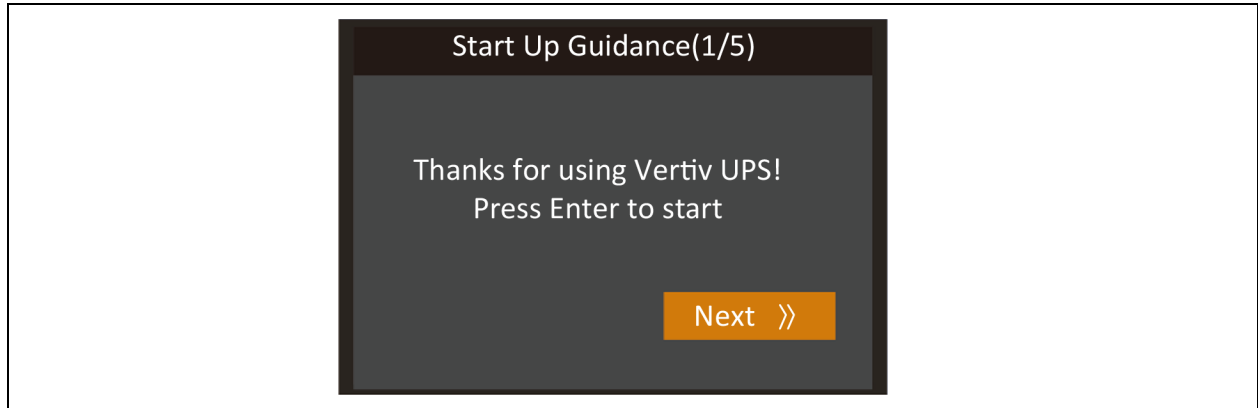 Start Up Guidance(1/5)
Thanks for using Vertiv UPS!
Press Enter to start
Next 》